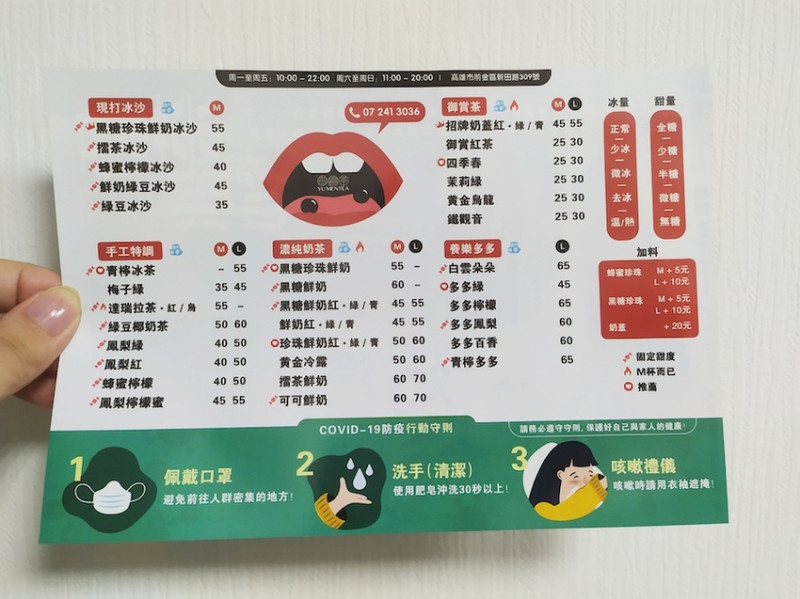 周一至周五：10:00 - 22:00 周六至周日：11:00 - 20:00 | 高雄市前金區新田路309號
現打冰沙 M
黑糖珍珠鮮奶冰沙 55
擂茶冰沙 45
蜂蜜檸檬冰沙 40
鮮奶綠豆冰沙 45
綠豆冰沙 35
07 241 3036
YUMENTEA
御賞茶 M L
招牌奶蓋紅・綠 / 青 45 55
御賞紅茶 25 30
四季春 25 30
茉莉綠 25 30
黃金烏龍 25 30
鐵觀音 25 30
冰量
正常
少冰
微冰
去冰
溫/熱
甜量
全糖
少糖
半糖
微糖
無糖
手工特調 M L
青檸冰茶 – 55
梅子綠 35 45
達瑞拉茶・紅 / 烏 55 –
綠豆椰奶茶 50 60
鳳梨綠 40 50
鳳梨紅 40 50
蜂蜜檸檬 40 50
鳳梨檸檬蜜 45 55
濃純奶茶 M L
黑糖珍珠鮮奶 55 –
黑糖鮮奶 60 –
黑糖鮮奶紅・綠 / 青 45 55
鮮奶紅・綠 / 青 45 55
珍珠鮮奶紅・綠 / 青 50 60
黃金冷露 50 60
擂茶鮮奶 60 70
可可鮮奶 60 70
養樂多多 L
白雲朵朵 65
多多綠 45
多多檸檬 65
多多鳳梨 60
多多百香 60
青檸多多 65
加料
蜂蜜珍珠 M + 5元
L + 10元
黑糖珍珠 M + 5元
L + 10元
奶蓋 + 20元
固定甜度
M杯而已
推薦
COVID-19防疫行動守則
請務必遵守守則, 保護好自己與家人的健康!
1
佩戴口罩
避免前往人群密集的地方!
2
洗手(清潔)
使用肥皂沖洗30秒以上!
3
咳嗽禮儀
咳嗽時請用衣袖遮掩!